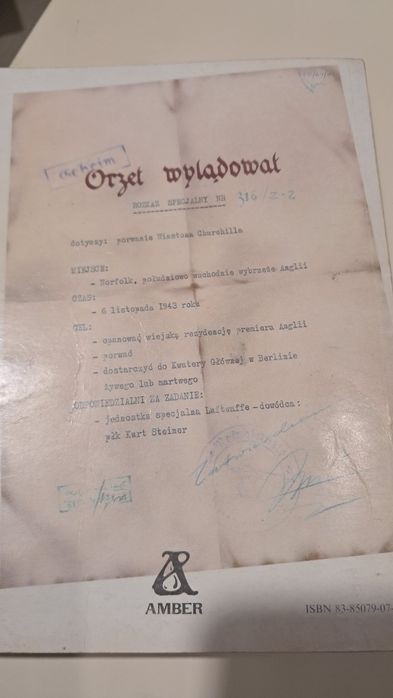 Geheim
Orzeł wylądował
ROZKAZ SPECJALNY NR 316/Z-2
dotyczy: porwanie Winstona Churchilla
MIEJSCE:
- Norfolk, południowo wschodnie wybrzeże Anglii
CZAS:
- 6 listopada 1943 roku
CEL:
- opanować wiejską rezydencję premiera Anglii
- porwać
- dostarczyć do Kwatery Głównej w Berlinie
żywego lub martwego
ODPOWIEDZIALNI ZA ZADANIE:
- jednostka specjalna Luftwaffe - dowódca:
płk Kurt Steiner
AMBER
ISBN 83-85079-07-